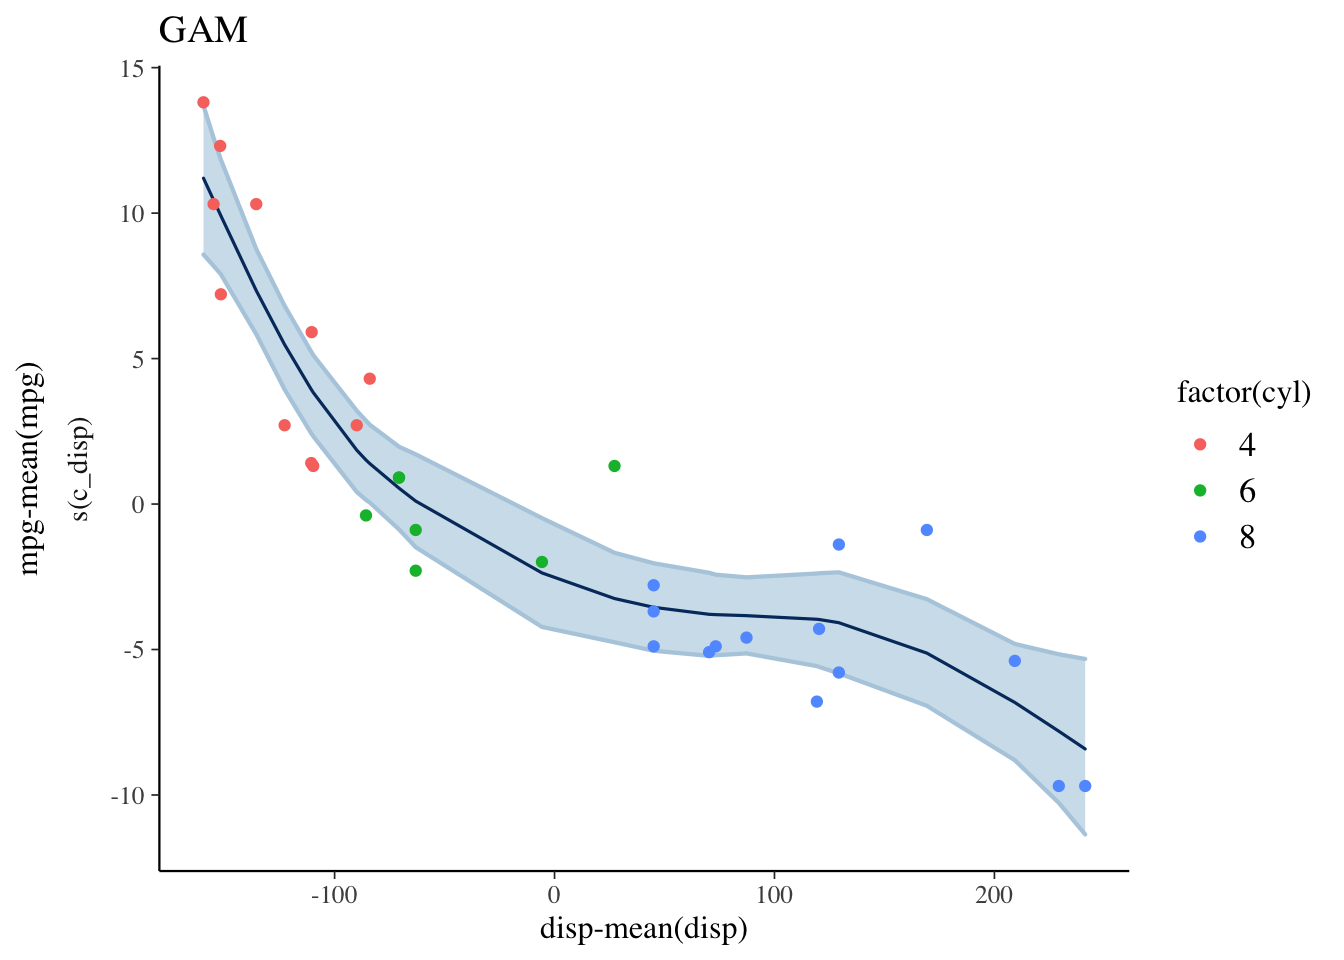 GAM
15
10
5
0
-5
-10
mpg-mean(mpg)
s(c_disp)
-100
0
100
200
disp-mean(disp)
factor(cyl)
4
6
8